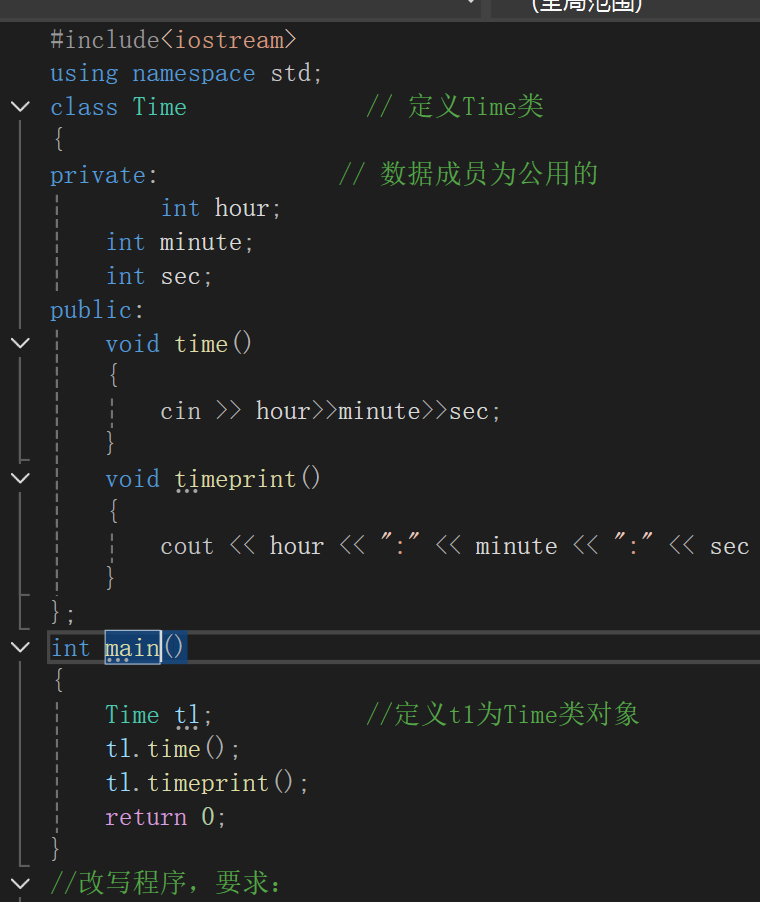 (全局范围)
#include<iostream>
using namespace std;
class Time // 定义Time类
{
private: // 数据成员为公用的
int hour;
int minute;
int sec;
public:
void time()
{
cin >> hour>>minute>>sec;
}
void timeprint()
{
cout << hour << ":" << minute << ":" << sec
}
};
int main()
{
Time tl; //定义t1为Time类对象
tl.time();
tl.timeprint();
return 0;
}
//改写程序，要求：